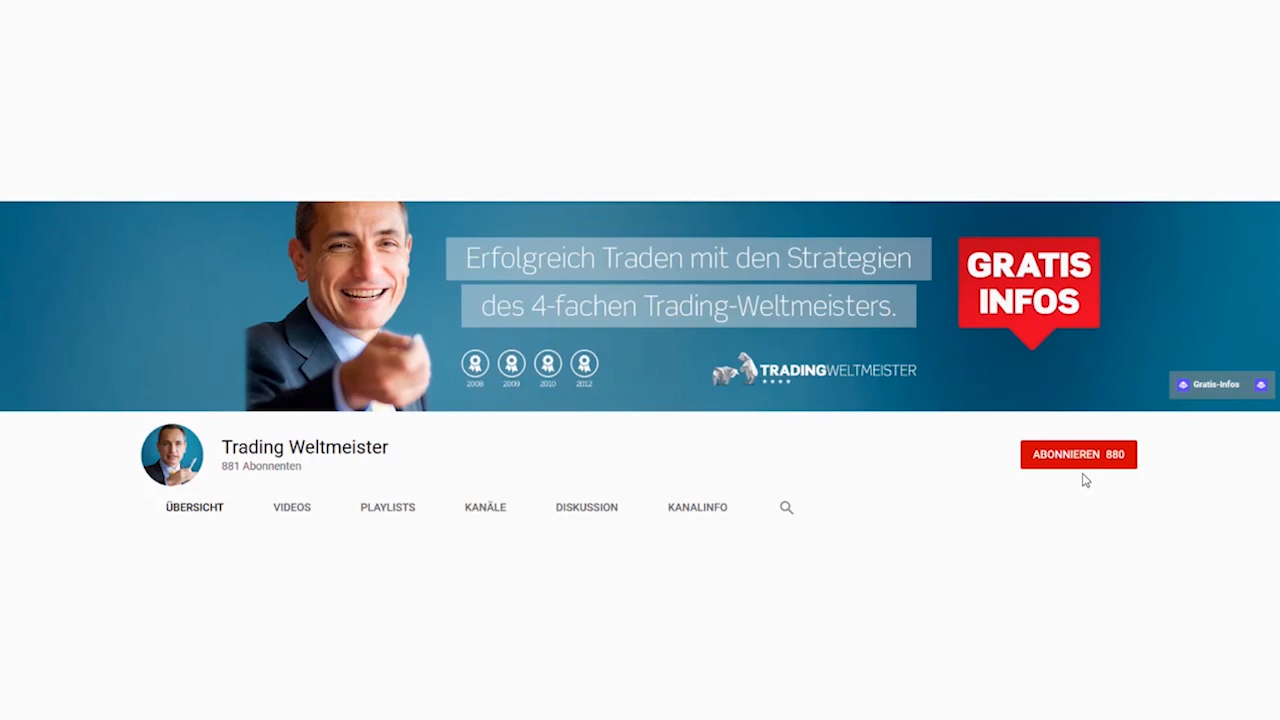 Erfolgreich Traden mit den Strategien
des 4-fachen Trading-Weltmeisters.
GRATIS
INFOS
2008 2009 2010 2012
TRADINGWELTMEISTER
Gratis-Infos
Trading Weltmeister
881 Abonnenten
ABONNIEREN 880
ÜBERSICHT VIDEOS PLAYLISTS KANÄLE DISKUSSION KANALINFO